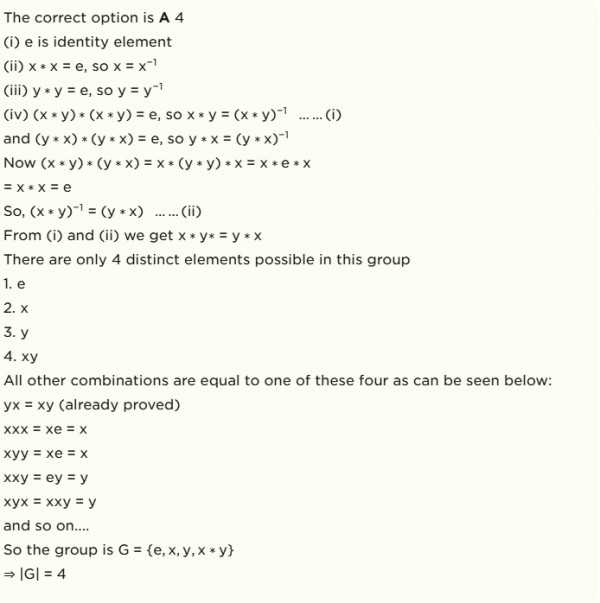 The correct option is A 4
(i) e is identity element
(ii) x ∗ x = e, so x = x⁻¹
(iii) y ∗ y = e, so y = y⁻¹
(iv) (x ∗ y) ∗ (x ∗ y) = e, so x ∗ y = (x ∗ y)⁻¹ ... ... (i)
and (y ∗ x) ∗ (y ∗ x) = e, so y ∗ x = (y ∗ x)⁻¹
Now (x ∗ y) ∗ (y ∗ x) = x ∗ (y ∗ y) ∗ x = x ∗ e ∗ x
= x ∗ x = e
So, (x ∗ y)⁻¹ = (y ∗ x) ... ... (ii)
From (i) and (ii) we get x ∗ y∗ = y ∗ x
There are only 4 distinct elements possible in this group
1. e
2. x
3. y
4. xy
All other combinations are equal to one of these four as can be seen below:
yx = xy (already proved)
xxx = xe = x
xyy = xe = x
xxy = ey = y
xyx = xxy = y
and so on....
So the group is G = {e, x, y, x ∗ y}
⇒ |G| = 4